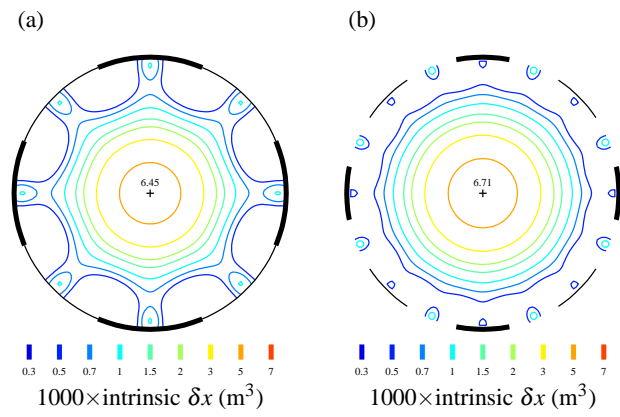 (a) (b)
6.45 6.71
0.3 0.5 0.7 1 1.5 2 3 5 7 0.3 0.5 0.7 1 1.5 2 3 5 7
1000×intrinsic δx (m³) 1000×intrinsic δx (m³)